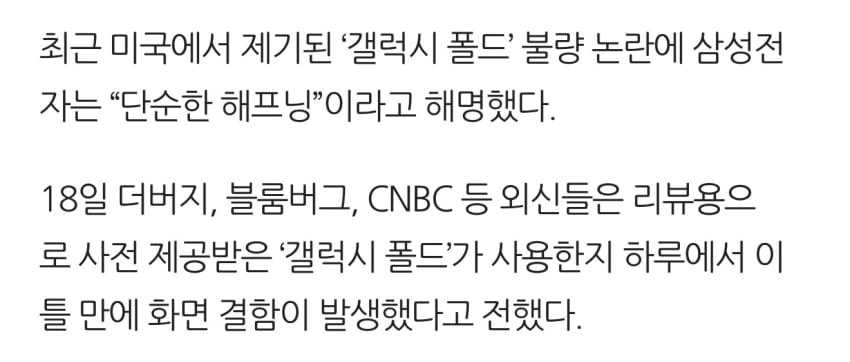 최근 미국에서 제기된 ‘갤럭시 폴드’ 불량 논란에 삼성전
자는 “단순한 해프닝”이라고 해명했다.
18일 더버지, 블룸버그, CNBC 등 외신들은 리뷰용으
로 사전 제공받은 ‘갤럭시 폴드’가 사용한지 하루에서 이
틀 만에 화면 결함이 발생했다고 전했다.